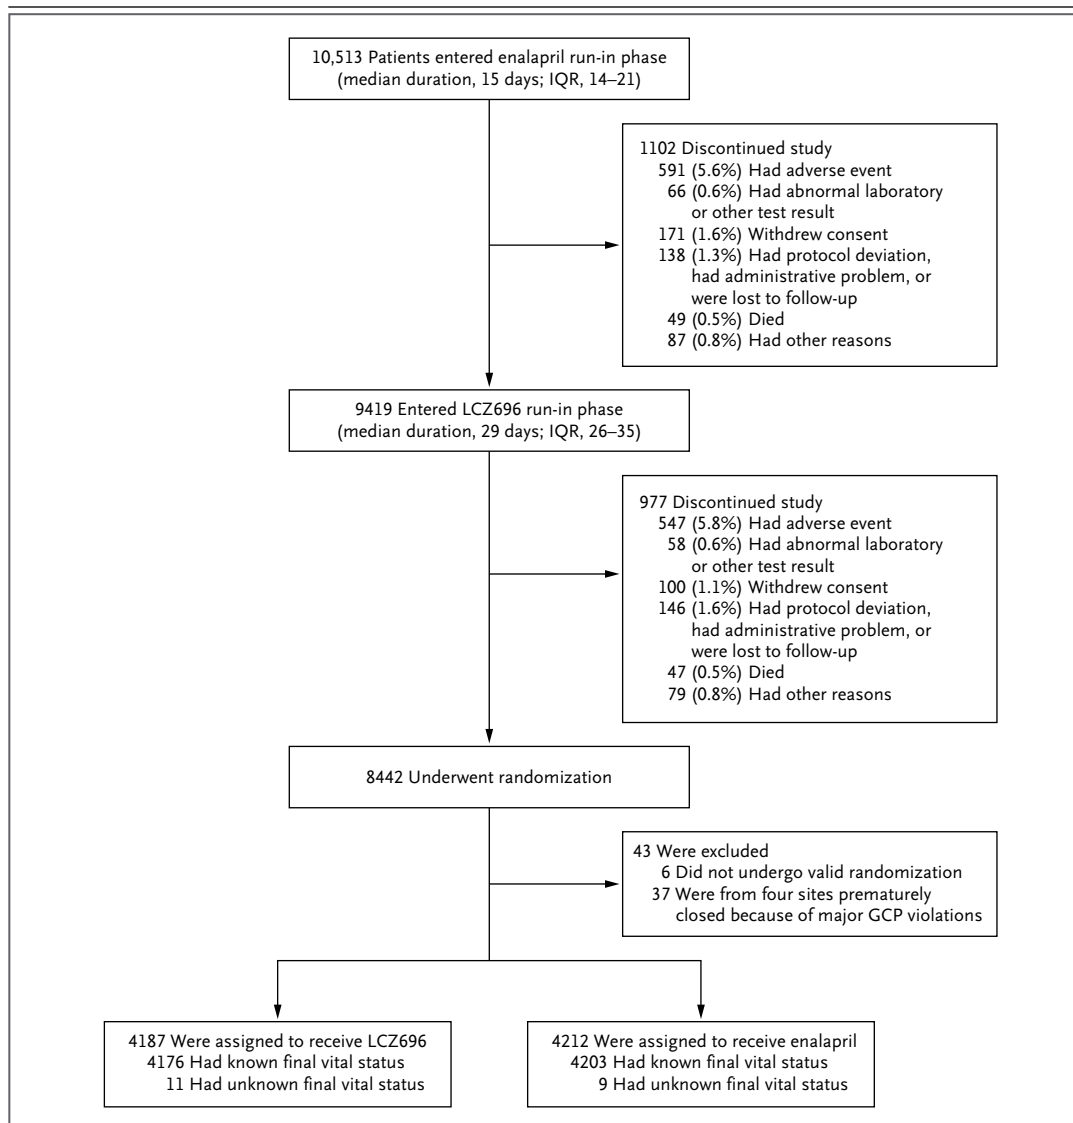 10,513 Patients entered enalapril run-in phase
(median duration, 15 days; IQR, 14–21)
1102 Discontinued study
591 (5.6%) Had adverse event
66 (0.6%) Had abnormal laboratory
or other test result
171 (1.6%) Withdrew consent
138 (1.3%) Had protocol deviation,
had administrative problem, or
were lost to follow-up
49 (0.5%) Died
87 (0.8%) Had other reasons
9419 Entered LCZ696 run-in phase
(median duration, 29 days; IQR, 26–35)
977 Discontinued study
547 (5.8%) Had adverse event
58 (0.6%) Had abnormal laboratory
or other test result
100 (1.1%) Withdrew consent
146 (1.6%) Had protocol deviation,
had administrative problem, or
were lost to follow-up
47 (0.5%) Died
79 (0.8%) Had other reasons
8442 Underwent randomization
43 Were excluded
6 Did not undergo valid randomization
37 Were from four sites prematurely
closed because of major GCP violations
4187 Were assigned to receive LCZ696
4176 Had known final vital status
11 Had unknown final vital status
4212 Were assigned to receive enalapril
4203 Had known final vital status
9 Had unknown final vital status